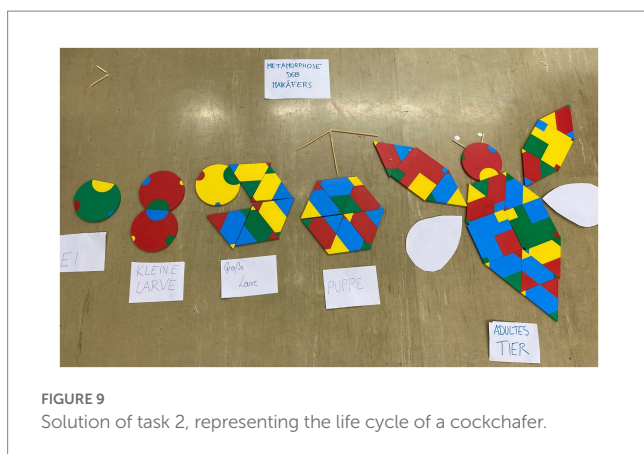 METAMORPHOSE
DES
MAIKÄFERS
EI
KLEINE
LARVE
Große
Larve
PUPPE
ADULTES
TIER
FIGURE 9
Solution of task 2, representing the life cycle of a cockchafer.